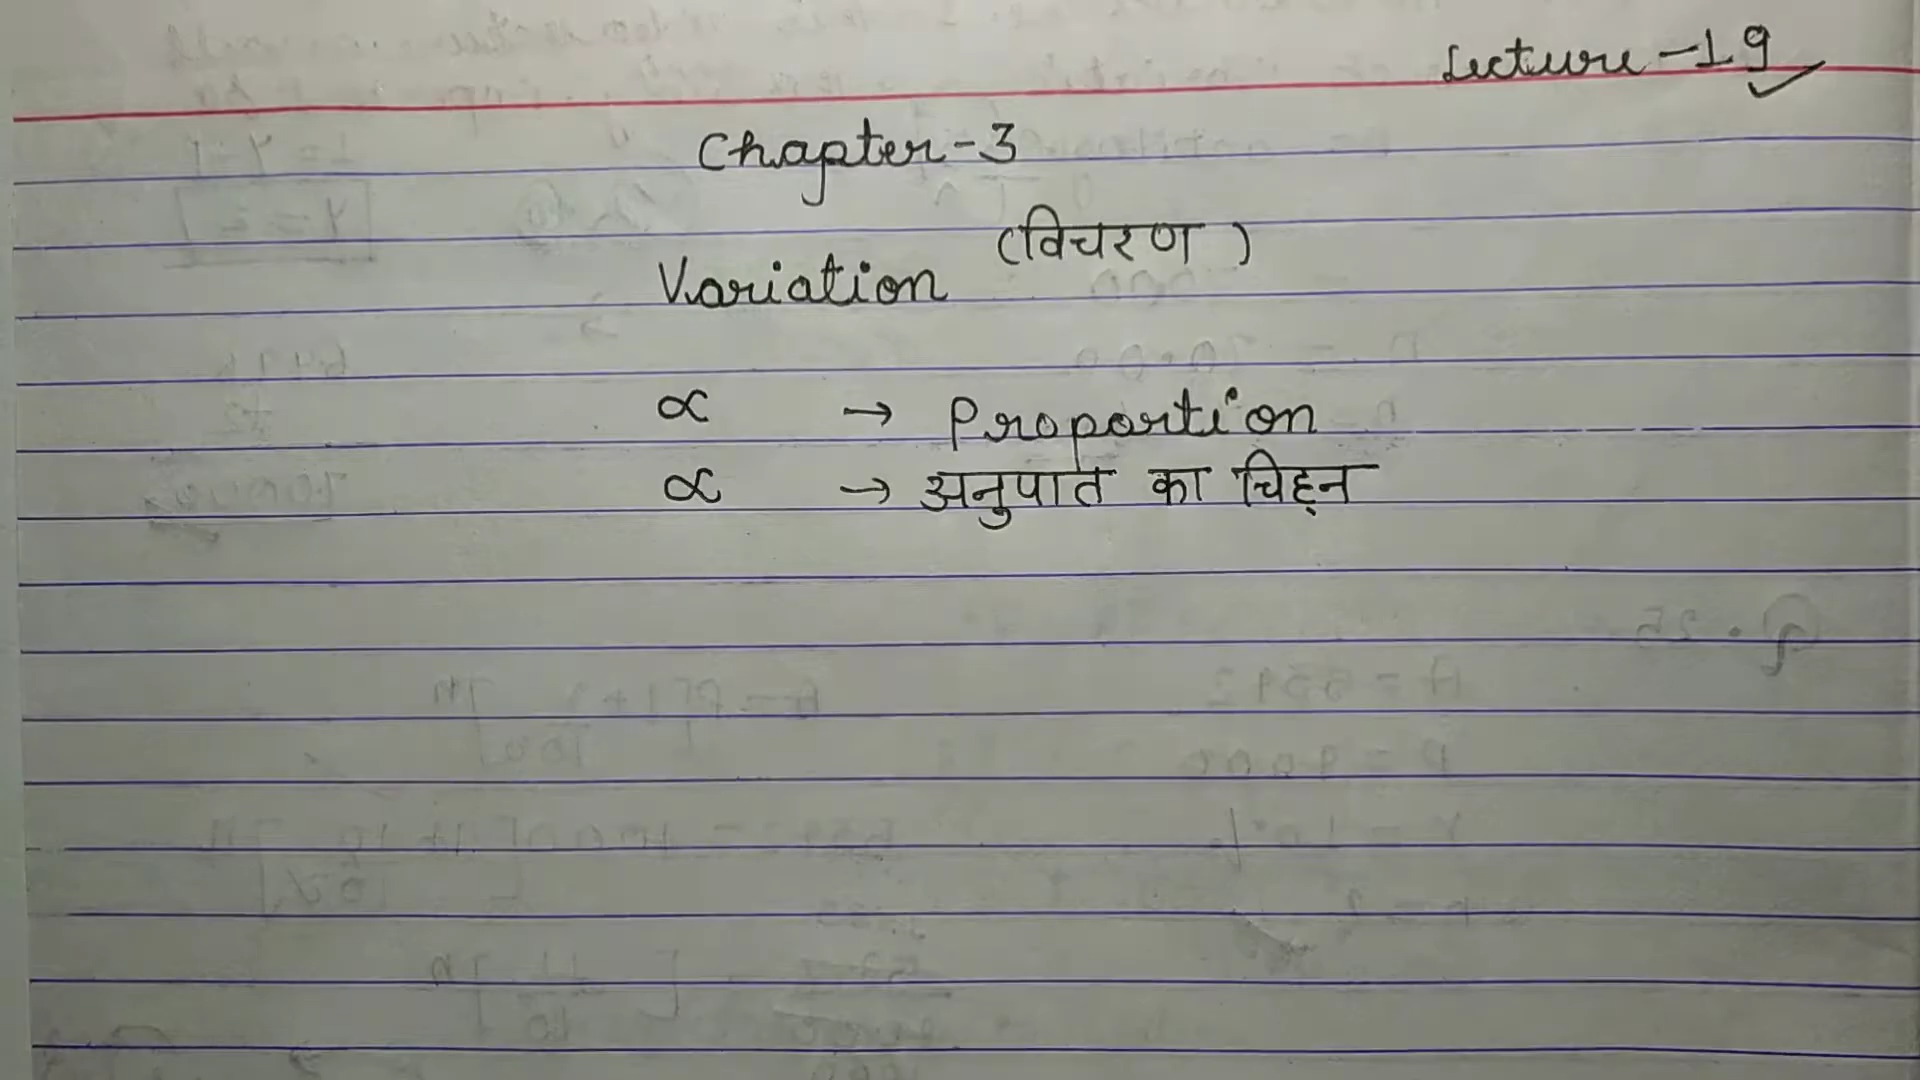 Lecture-19
Chapter-3
Variation (विचरण)
∝ → Proportion
∝ → अनुपात का चिह्न